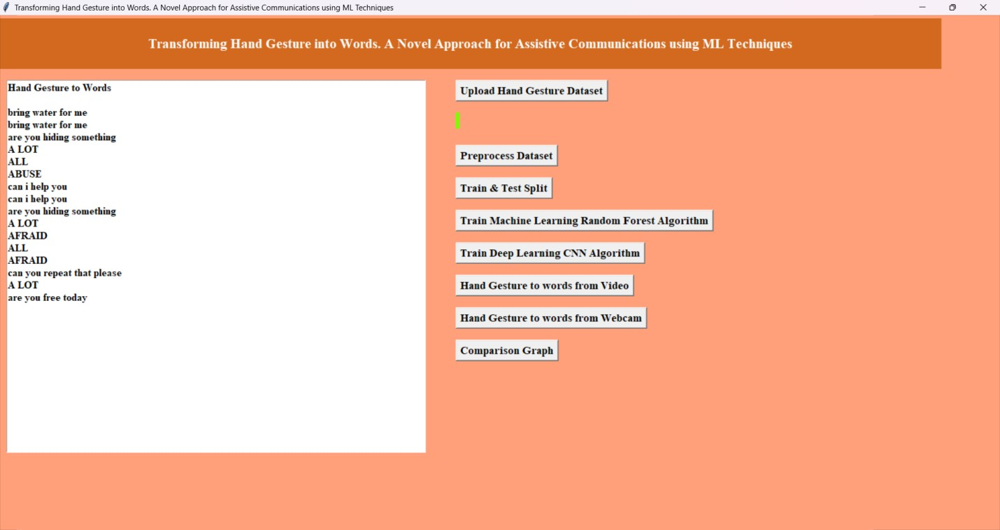 Transforming Hand Gesture into Words. A Novel Approach for Assistive Communications using ML Techniques
Transforming Hand Gesture into Words. A Novel Approach for Assistive Communications using ML Techniques
Hand Gesture to Words
bring water for me
bring water for me
are you hiding something
A LOT
ALL
ABUSE
can i help you
can i help you
are you hiding something
A LOT
AFRAID
ALL
AFRAID
can you repeat that please
A LOT
are you free today
Upload Hand Gesture Dataset
Preprocess Dataset
Train & Test Split
Train Machine Learning Random Forest Algorithm
Train Deep Learning CNN Algorithm
Hand Gesture to words from Video
Hand Gesture to words from Webcam
Comparison Graph